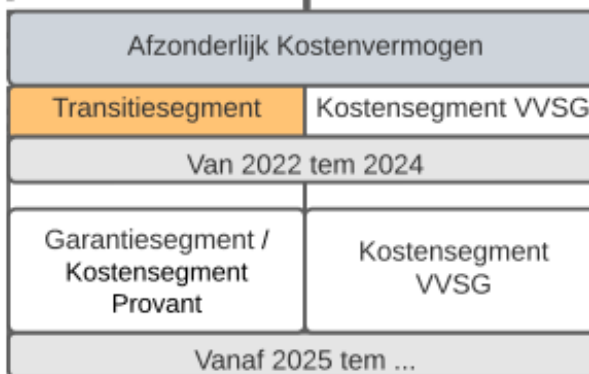 Afzonderlijk Kostenvermogen
Transitiesegment
Kostensegment VVSG
Van 2022 tem 2024
Garantiesegment /
Kostensegment
Provant
Kostensegment
VVSG
Vanaf 2025 tem ...